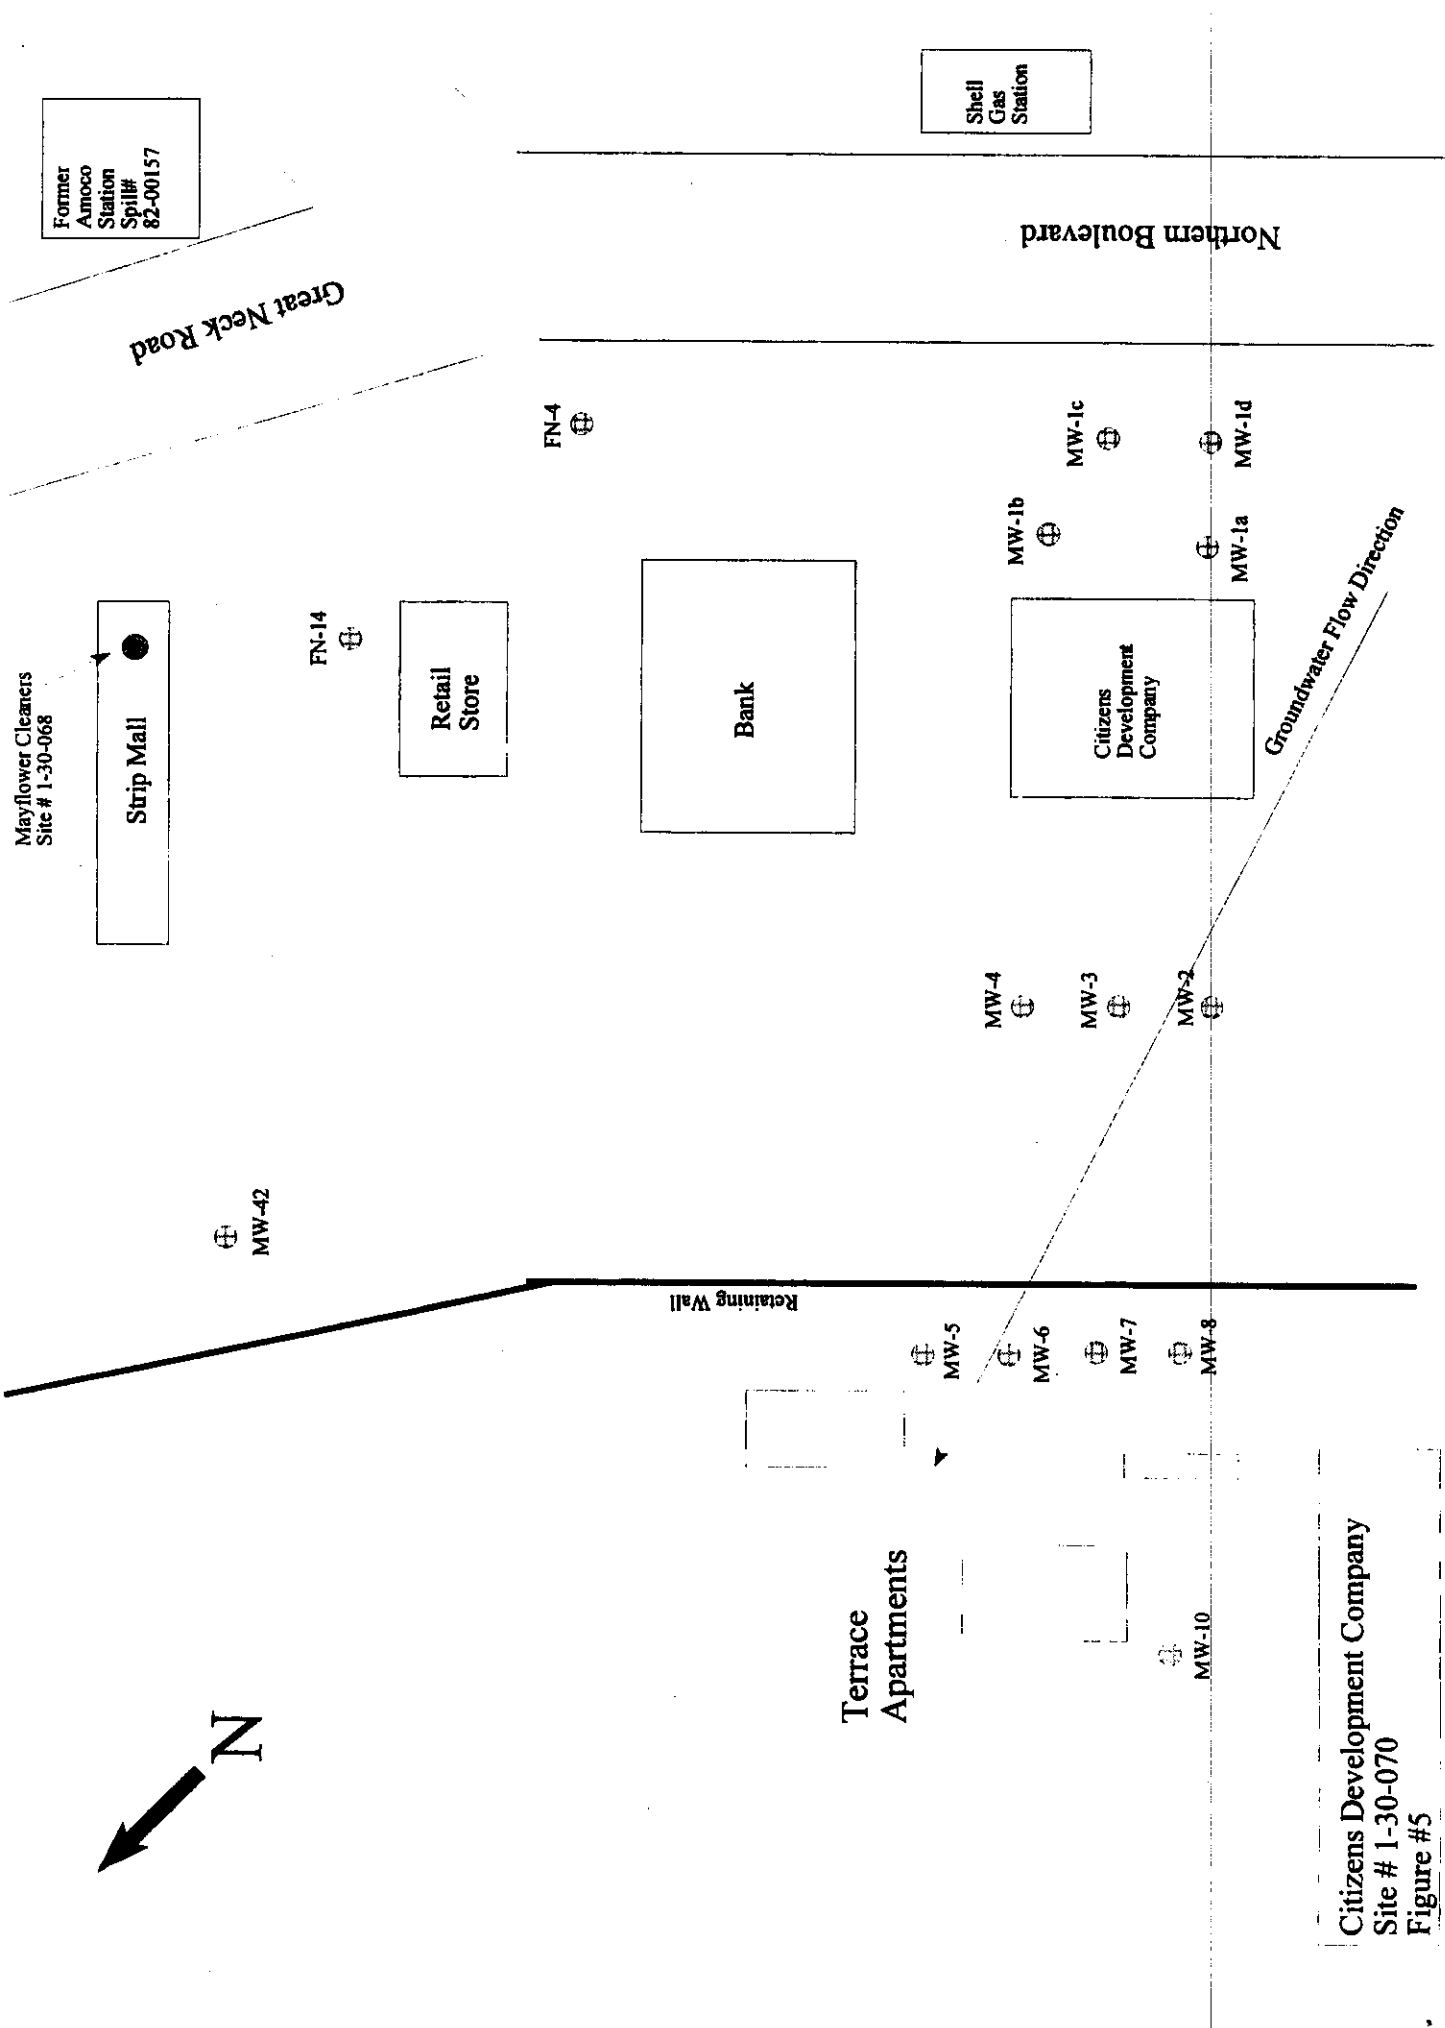 Mayflower Cleaners
Site # 1-30-068
Strip Mall
Former
Amoco
Station
Spill#
82-00157
Great Neck Road
FN-14
FN-4
Retail
Store
Bank
Shell
Gas
Station
Northern Boulevard
MW-1b
MW-1c
MW-1a
MW-1d
Citizens
Development
Company
Groundwater Flow Direction
MW-4
MW-3
MW-2
MW-42
Retaining Wall
MW-5
MW-6
MW-7
MW-8
Terrace
Apartments
MW-10
N
Citizens Development Company
Site # 1-30-070
Figure #5